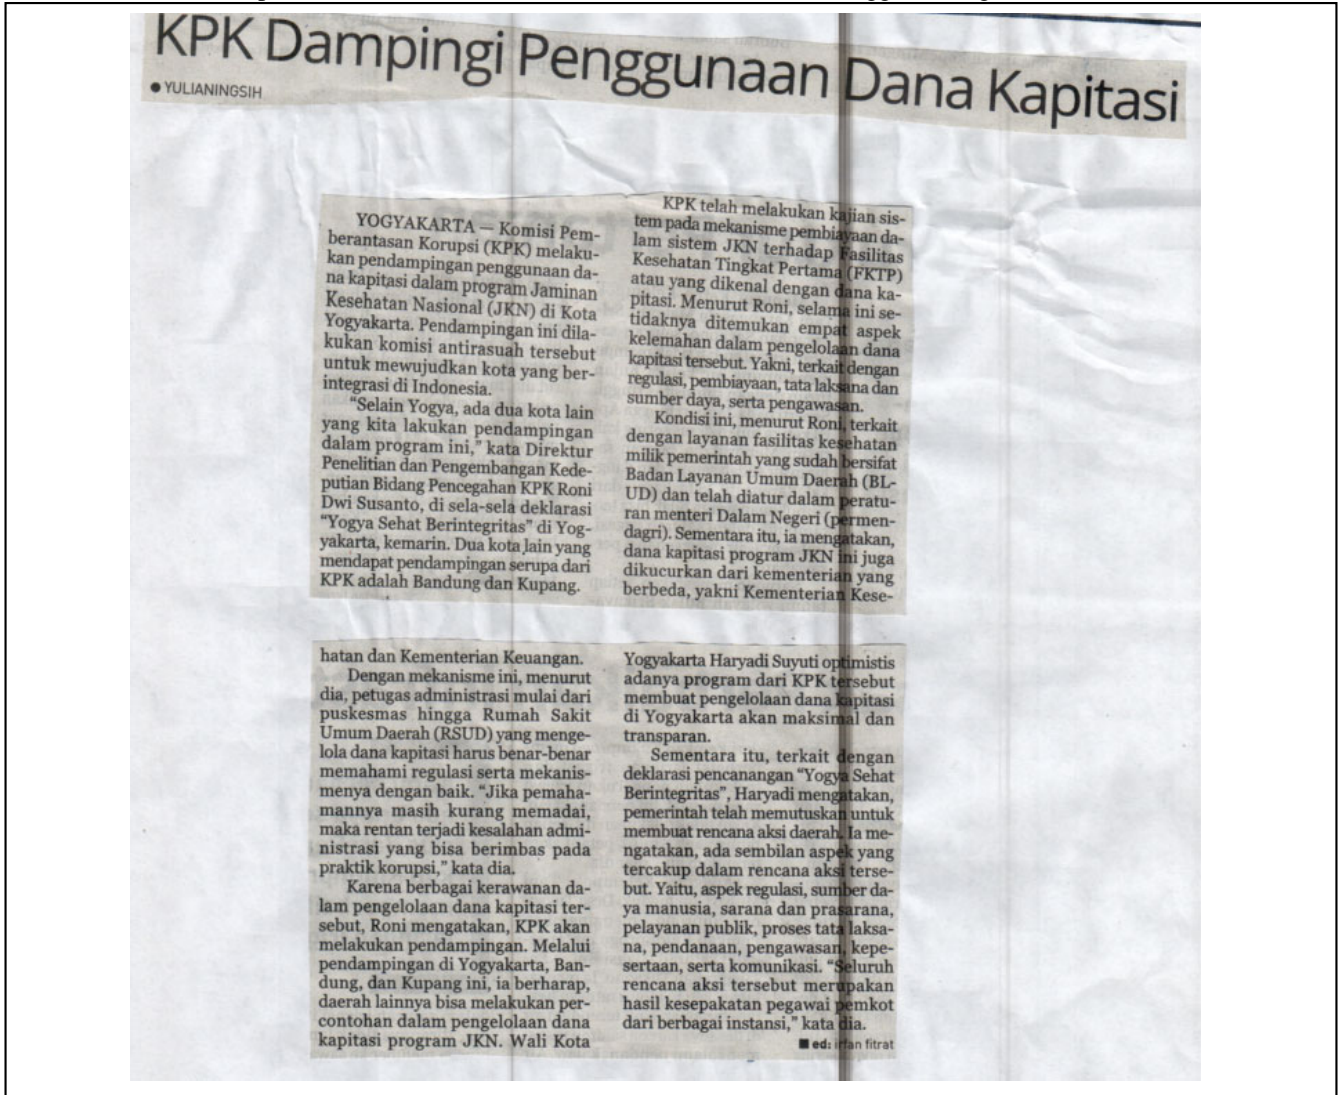 KPK Dampingi Penggunaan Dana Kapitasi
● YULIANINGSIH
YOGYAKARTA — Komisi Pem-
berantasan Korupsi (KPK) melaku-
kan pendampingan penggunaan da-
na kapitasi dalam program Jaminan
Kesehatan Nasional (JKN) di Kota
Yogyakarta. Pendampingan ini dila-
kukan komisi antirasuah tersebut
untuk mewujudkan kota yang ber-
integrasi di Indonesia.
“Selain Yogya, ada dua kota lain
yang kita lakukan pendampingan
dalam program ini,” kata Direktur
Penelitian dan Pengembangan Kede-
putian Bidang Pencegahan KPK Roni
Dwi Susanto, di sela-sela deklarasi
“Yogya Sehat Berintegritas” di Yog-
yakarta, kemarin. Dua kota lain yang
mendapat pendampingan serupa dari
KPK adalah Bandung dan Kupang.
KPK telah melakukan kajian sis-
tem pada mekanisme pembiayaan da-
lam sistem JKN terhadap Fasilitas
Kesehatan Tingkat Pertama (FKTP)
atau yang dikenal dengan dana ka-
pitasi. Menurut Roni, selama ini se-
tidaknya ditemukan empat aspek
kelemahan dalam pengelolaan dana
kapitasi tersebut. Yakni, terkait dengan
regulasi, pembiayaan, tata laksana dan
sumber daya, serta pengawasan.
Kondisi ini, menurut Roni, terkait
dengan layanan fasilitas kesehatan
milik pemerintah yang sudah bersifat
Badan Layanan Umum Daerah (BL-
UD) dan telah diatur dalam peratu-
ran menteri Dalam Negeri (permen-
dagri). Sementara itu, ia mengatakan,
dana kapitasi program JKN ini juga
dikucurkan dari kementerian yang
berbeda, yakni Kementerian Kese-
hatan dan Kementerian Keuangan.
Dengan mekanisme ini, menurut
dia, petugas administrasi mulai dari
puskesmas hingga Rumah Sakit
Umum Daerah (RSUD) yang menge-
lola dana kapitasi harus benar-benar
memahami regulasi serta mekanis-
menya dengan baik. “Jika pemaha-
mannya masih kurang memadai,
maka rentan terjadi kesalahan admi-
nistrasi yang bisa berimbas pada
praktik korupsi,” kata dia.
Karena berbagai kerawanan da-
lam pengelolaan dana kapitasi ter-
sebut, Roni mengatakan, KPK akan
melakukan pendampingan. Melalui
pendampingan di Yogyakarta, Ban-
dung, dan Kupang ini, ia berharap,
daerah lainnya bisa melakukan per-
contohan dalam pengelolaan dana
kapitasi program JKN. Wali Kota
Yogyakarta Haryadi Suyuti optimistis
adanya program dari KPK tersebut
membuat pengelolaan dana kapitasi
di Yogyakarta akan maksimal dan
transparan.
Sementara itu, terkait dengan
deklarasi pencanangan “Yogya Sehat
Berintegritas”, Haryadi mengatakan,
pemerintah telah memutuskan untuk
membuat rencana aksi daerah. Ia me-
ngatakan, ada sembilan aspek yang
tercakup dalam rencana aksi terse-
but. Yaitu, aspek regulasi, sumber da-
ya manusia, sarana dan prasarana,
pelayanan publik, proses tata laksa-
na, pendanaan, pengawasan, kepe-
sertaan, serta komunikasi. “Seluruh
rencana aksi tersebut merupakan
hasil kesepakatan pegawai pemkot
dari berbagai instansi,” kata dia.
■ ed: irfan fitrat